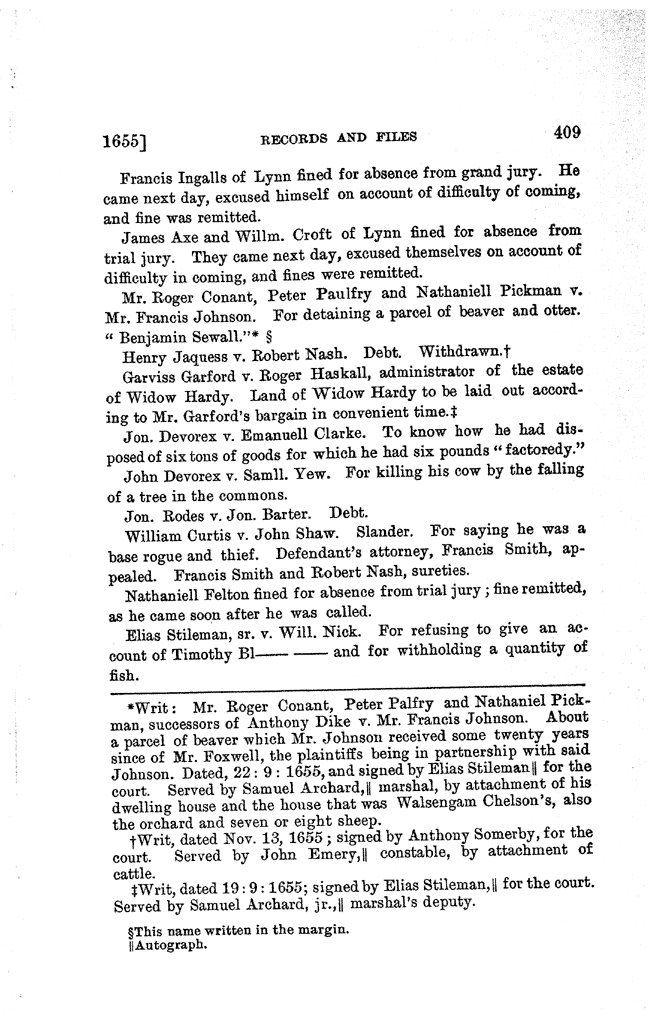 1655] RECORDS AND FILES 409
Francis Ingalls of Lynn fined for absence from grand jury. He
came next day, excused himself on account of difficulty of coming,
and fine was remitted.
James Axe and Willm. Croft of Lynn fined for absence from
trial jury. They came next day, excused themselves on account of
difficulty in coming, and fines were remitted.
Mr. Roger Conant, Peter Paulfry and Nathaniell Pickman v.
Mr. Francis Johnson. For detaining a parcel of beaver and otter.
“ Benjamin Sewall.”* §
Henry Jaquess v. Robert Nash. Debt. Withdrawn.†
Garviss Garford v. Roger Haskall, administrator of the estate
of Widow Hardy. Land of Widow Hardy to be laid out accord-
ing to Mr. Garford's bargain in convenient time.‡
Jon. Devorex v. Emanuell Clarke. To know how he had dis-
posed of six tons of goods for which he had six pounds “ factoredy.”
John Devorex v. Samll. Yew. For killing his cow by the falling
of a tree in the commons.
Jon. Rodes v. Jon. Barter. Debt.
William Curtis v. John Shaw. Slander. For saying he was a
base rogue and thief. Defendant's attorney, Francis Smith, ap-
pealed. Francis Smith and Robert Nash, sureties.
Nathaniell Felton fined for absence from trial jury ; fine remitted,
as he came soon after he was called.
Elias Stileman, sr. v. Will. Nick. For refusing to give an ac-
count of Timothy Bl—— —— and for withholding a quantity of
fish.
*Writ: Mr. Roger Conant, Peter Palfry and Nathaniel Pick-
man, successors of Anthony Dike v. Mr. Francis Johnson. About
a parcel of beaver which Mr. Johnson received some twenty years
since of Mr. Foxwell, the plaintiffs being in partnership with said
Johnson. Dated, 22 : 9 : 1655, and signed by Elias Stileman‖ for the
court. Served by Samuel Archard,‖ marshal, by attachment of his
dwelling house and the house that was Walsengam Chelson's, also
the orchard and seven or eight sheep.
†Writ, dated Nov. 13, 1655 ; signed by Anthony Somerby, for the
court. Served by John Emery,‖ constable, by attachment of
cattle.
‡Writ, dated 19 : 9 : 1655; signed by Elias Stileman,‖ for the court.
Served by Samuel Archard, jr.,‖ marshal's deputy.
§This name written in the margin.
‖Autograph.